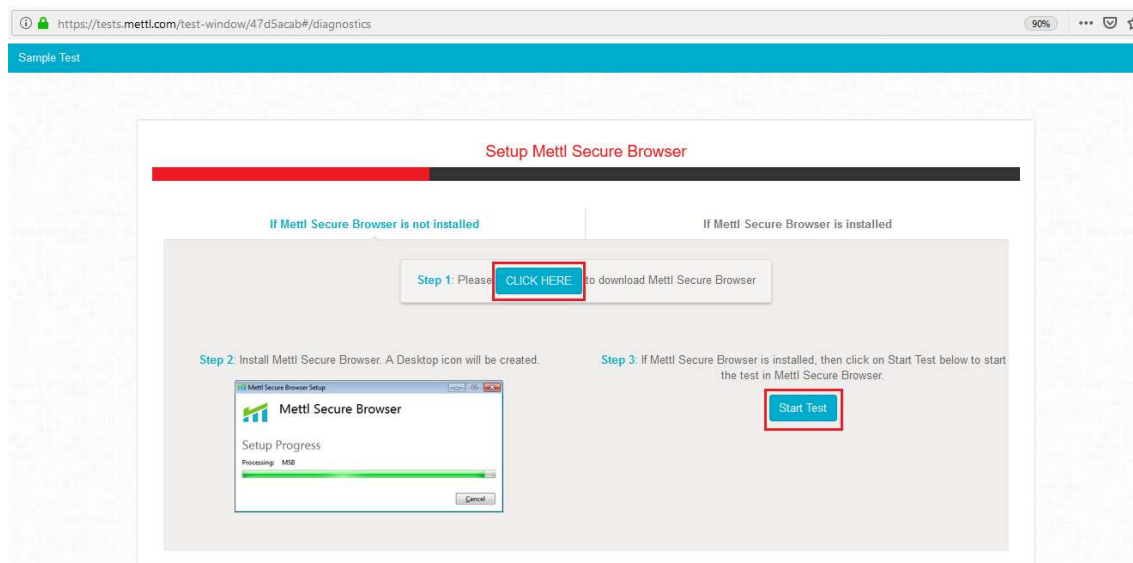 https://tests.mettl.com/test-window/47d5acab#/diagnostics
90%
Sample Test
Setup Mettl Secure Browser
If Mettl Secure Browser is not installed
If Mettl Secure Browser is installed
Step 1: Please CLICK HERE to download Mettl Secure Browser
Step 2: Install Mettl Secure Browser. A Desktop icon will be created.
Mettl Secure Browser Setup
Mettl Secure Browser
Setup Progress
Processing: MSB
Cancel
Step 3: If Mettl Secure Browser is installed, then click on Start Test below to start
the test in Mettl Secure Browser.
Start Test